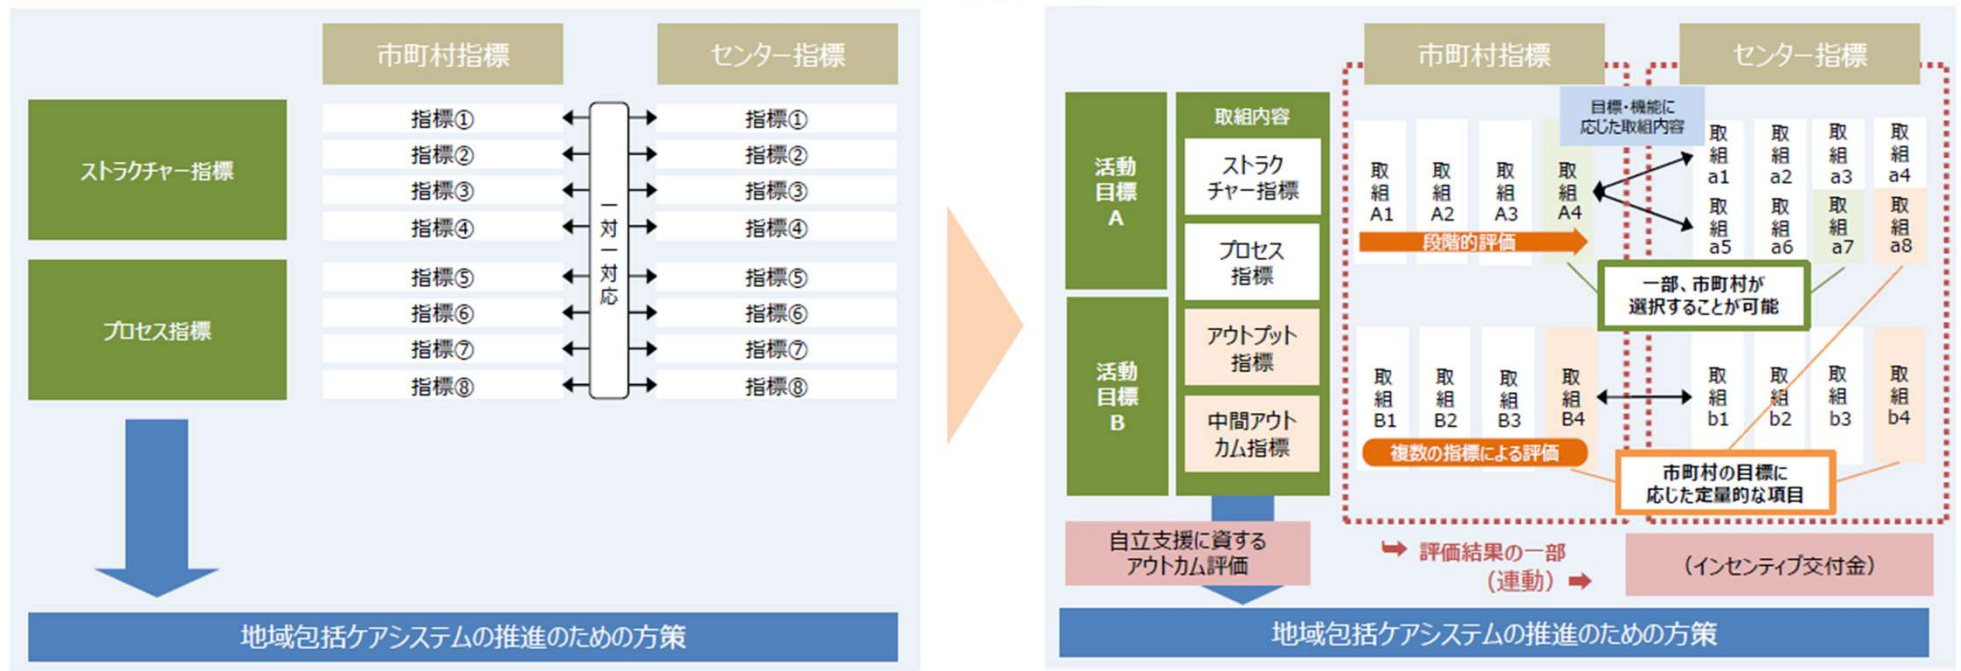 市町村指標
センター指標
ストラクチャー指標
指標①
指標①
指標②
指標②
指標③
指標③
指標④
指標④
プロセス指標
指標⑤
指標⑤
指標⑥
指標⑥
指標⑦
指標⑦
指標⑧
指標⑧
一対一対応
地域包括ケアシステムの推進のための方策
市町村指標
センター指標
活動
目標
A
活動
目標
B
取組内容
ストラク
チャー指標
プロセス
指標
アウトプット
指標
中間アウト
カム指標
目標・機能に
応じた取組内容
取組A1
取組A2
取組A3
取組A4
段階的評価
取組a1
取組a2
取組a3
取組a4
取組a5
取組a6
取組a7
取組a8
一部、市町村が
選択することが可能
取組B1
取組B2
取組B3
取組B4
複数の指標による評価
取組b1
取組b2
取組b3
取組b4
市町村の目標に
応じた定量的な項目
自立支援に資する
アウトカム評価
評価結果の一部
（連動）
（インセンティブ交付金）
地域包括ケアシステムの推進のための方策